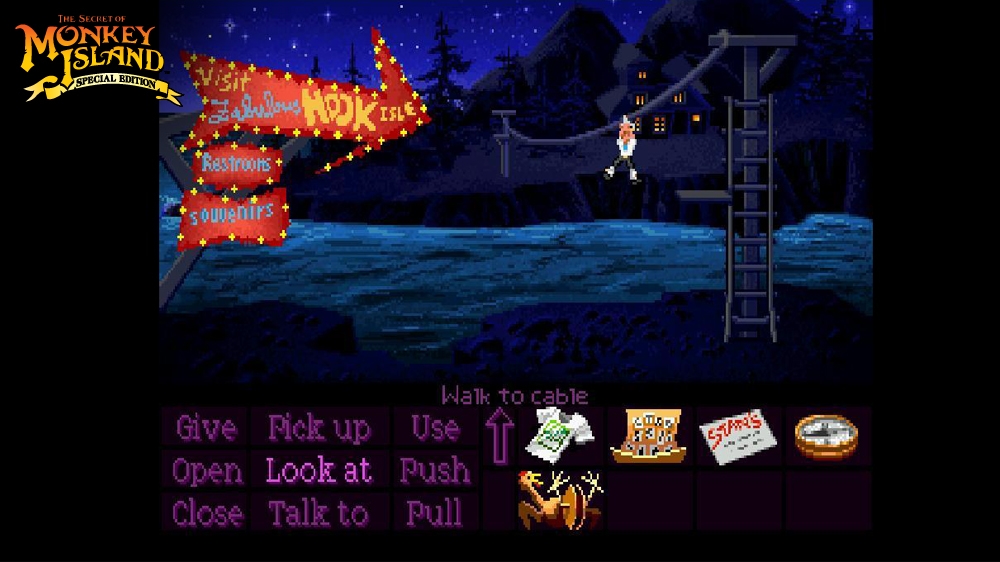 THE SECRET OF
MONKEY
ISLAND
SPECIAL EDITION
Visit
Fabulous HOOK ISLE
Restrooms
Souvenirs
Walk to cable
Give Pick up Use
Open Look at Push
Close Talk to Pull
STAN'S